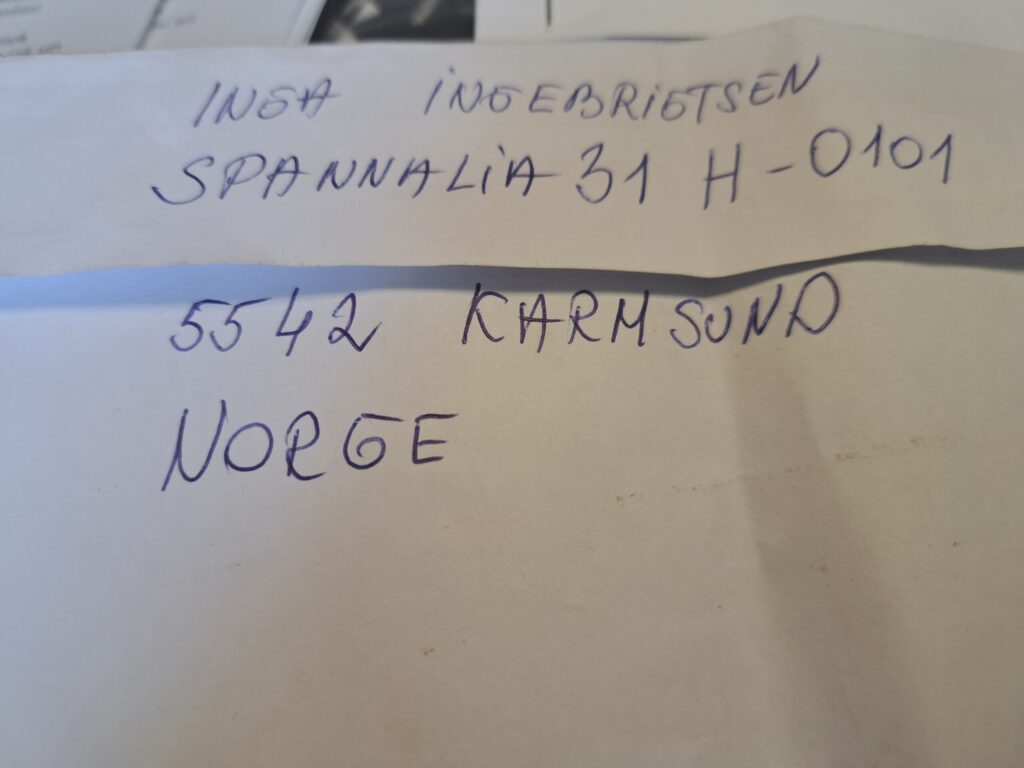 INGA INGEBRIGTSEN
SPANNALIA 31 H-0101
5542 KARMSUND
NORGE